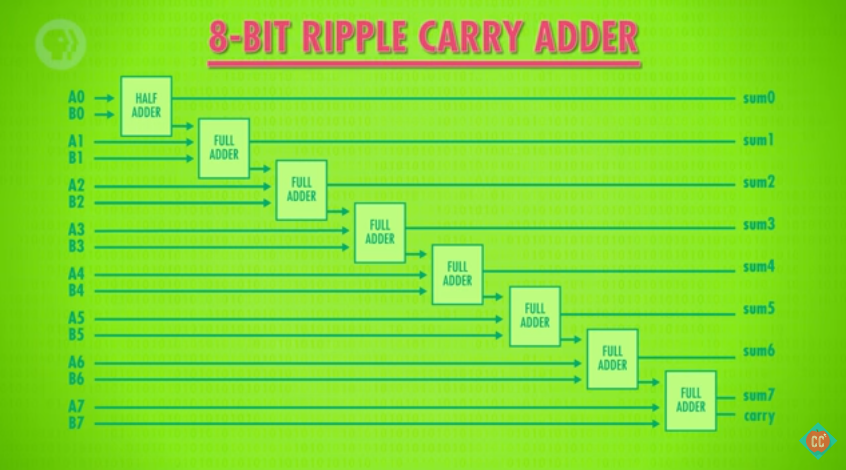 8-BIT RIPPLE CARRY ADDER
A0
B0
HALF
ADDER
sum0
A1
B1
FULL
ADDER
sum1
A2
B2
FULL
ADDER
sum2
A3
B3
FULL
ADDER
sum3
A4
B4
FULL
ADDER
sum4
A5
B5
FULL
ADDER
sum5
A6
B6
FULL
ADDER
sum6
A7
B7
FULL
ADDER
sum7
carry
CC